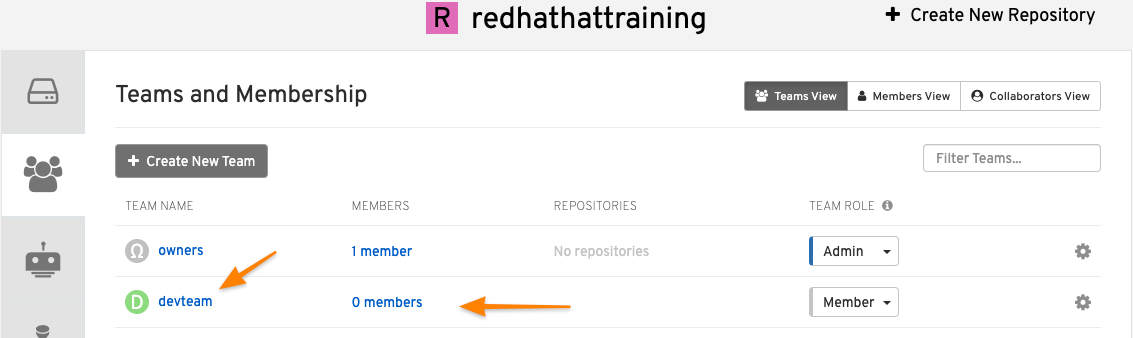 R redhathattraining
+ Create New Repository
Teams and Membership
Teams View
Members View
Collaborators View
+ Create New Team
Filter Teams...
TEAM NAME MEMBERS REPOSITORIES TEAM ROLE
Ω owners 1 member No repositories Admin
D devteam 0 members Member